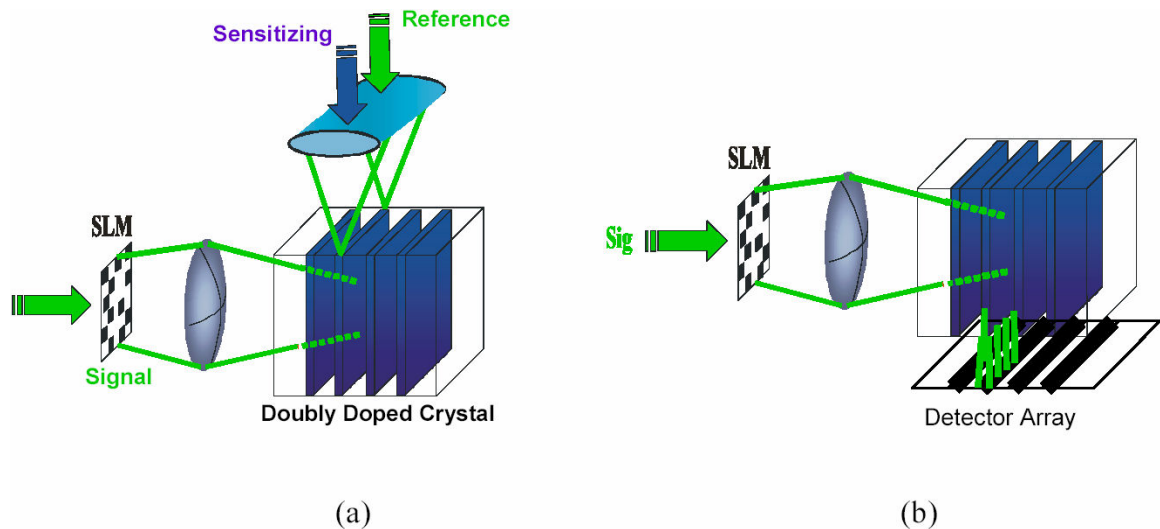 Reference
Sensitizing
SLM
Signal
Doubly Doped Crystal
(a)
SLM
Sig
Detector Array
(b)